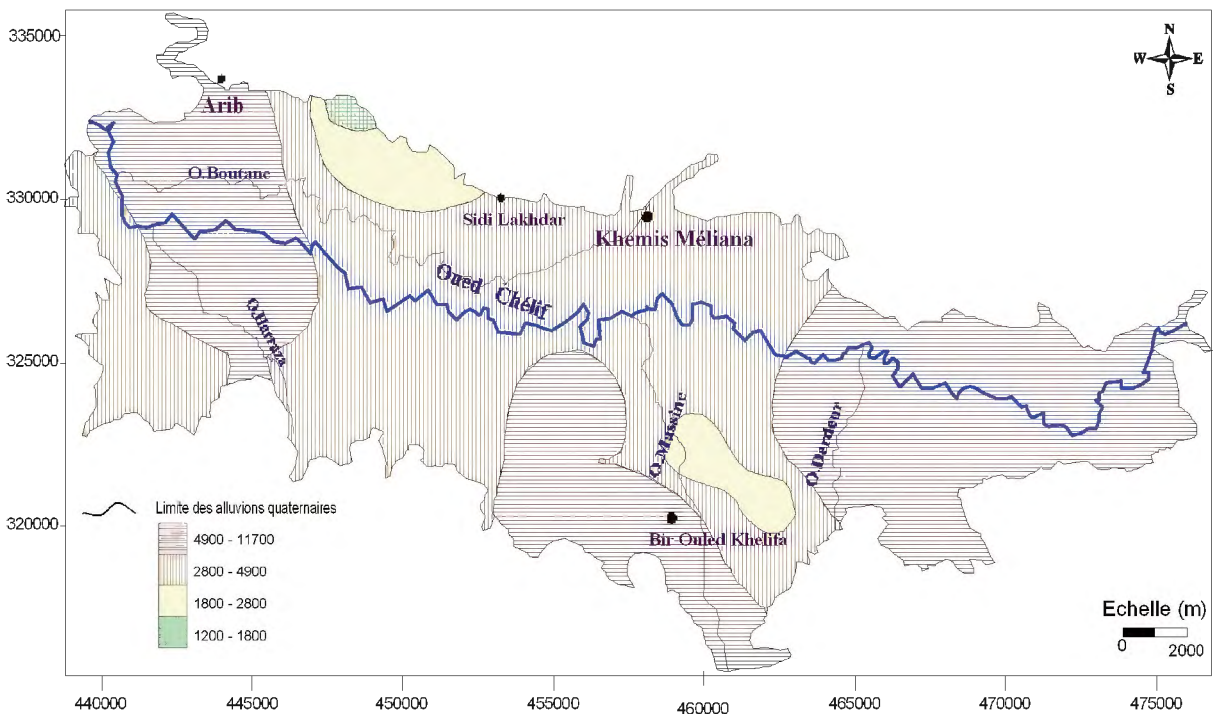 335000
330000
325000
320000
N
W E
S
Arib
O.Boutane
Sidi Lakhdar
Khemis Méliana
Oued Chélif
O.Harraza
O.Massine
O.Dardeur
Bir Ouled Khelifa
Limite des alluvions quaternaires
4900 - 11700
2800 - 4900
1800 - 2800
1200 - 1800
Echelle (m)
0 2000
440000 445000 450000 455000 460000 465000 470000 475000